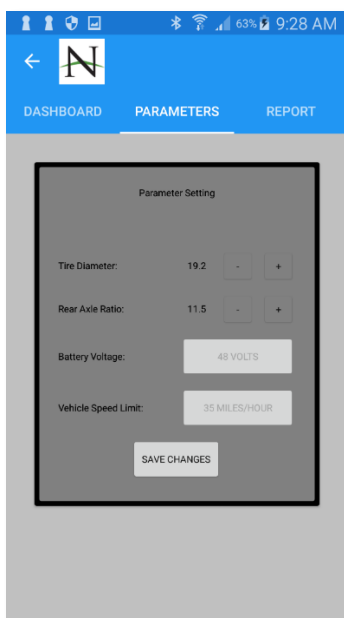 63% 9:28 AM
N
DASHBOARD PARAMETERS REPORT
Parameter Setting
Tire Diameter: 19.2 - +
Rear Axle Ratio: 11.5 - +
Battery Voltage: 48 VOLTS
Vehicle Speed Limit: 35 MILES/HOUR
SAVE CHANGES